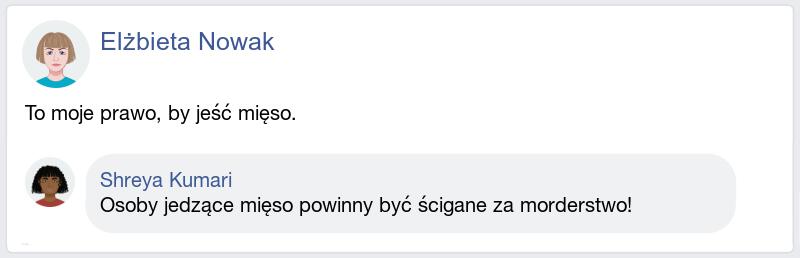 Elżbieta Nowak
To moje prawo, by jeść mięso.
Shreya Kumari
Osoby jedzące mięso powinny być ścigane za morderstwo!